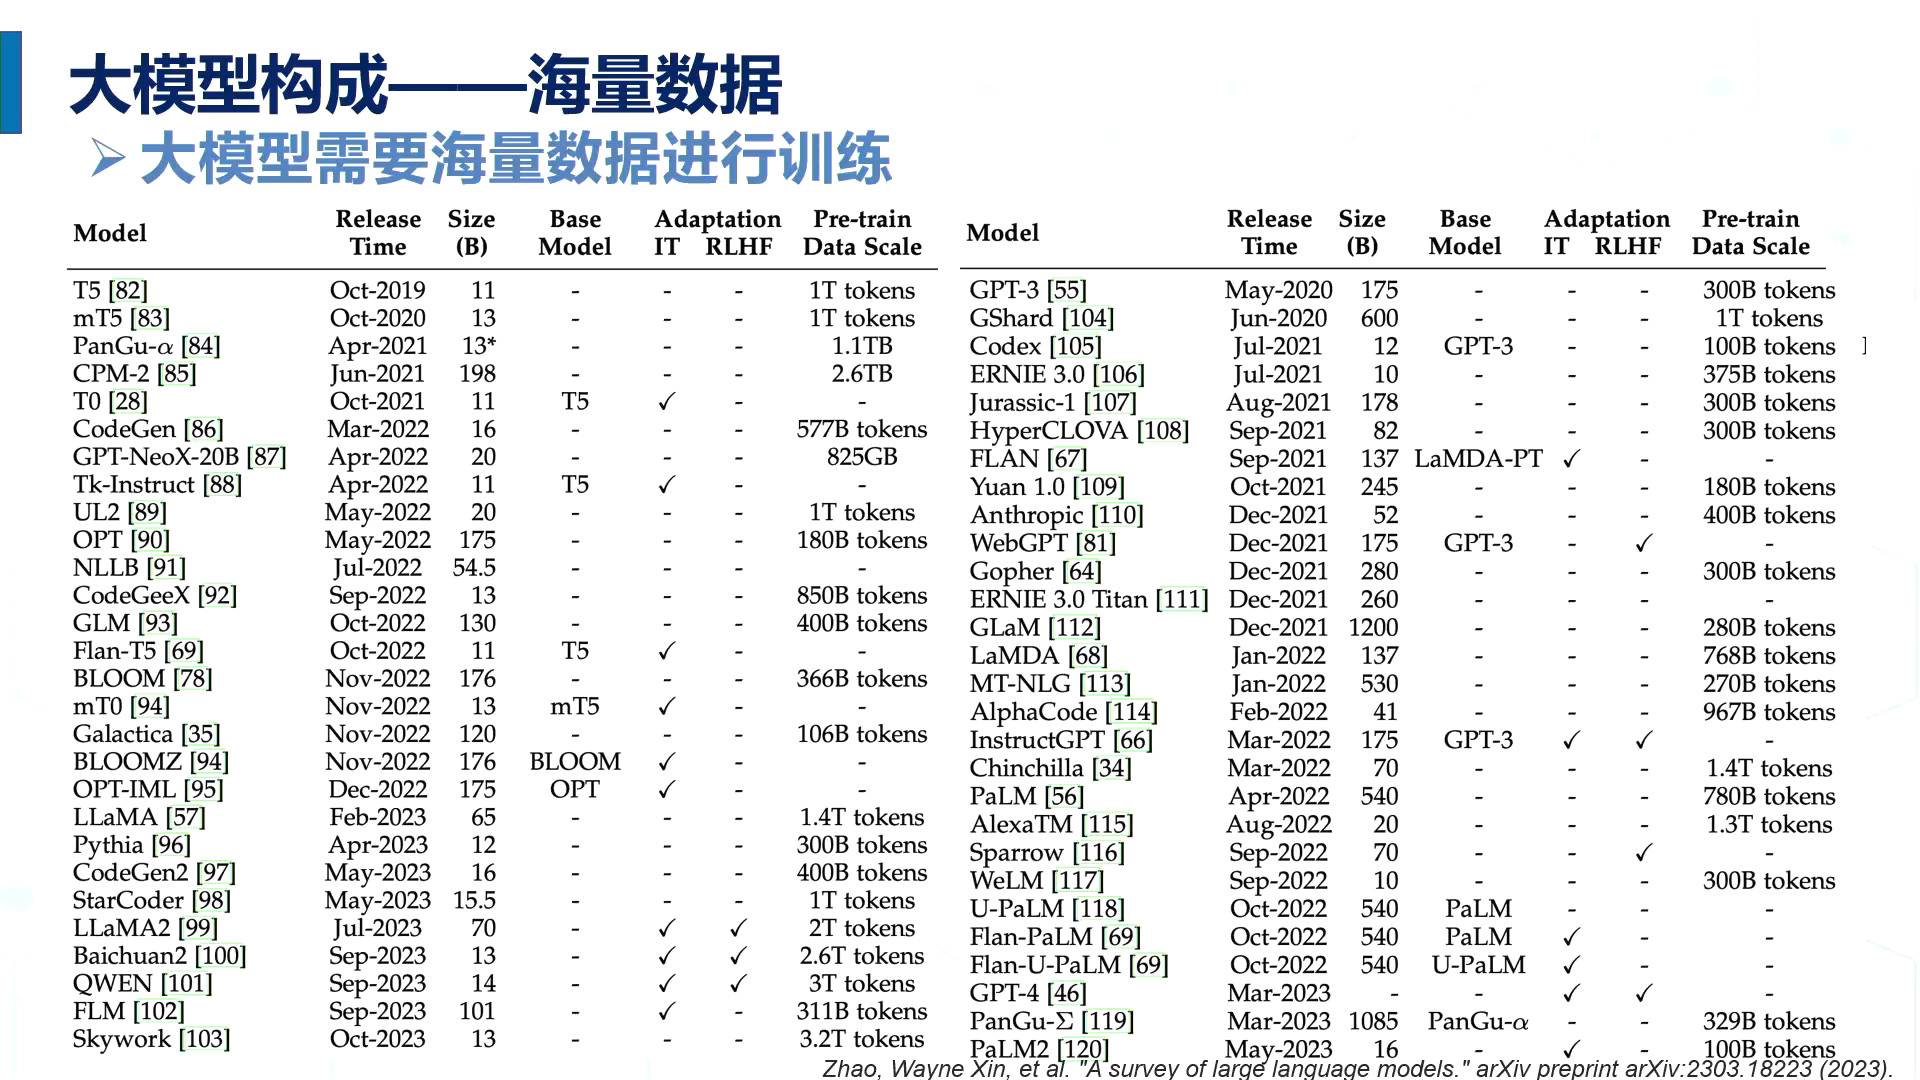 大模型构成——海量数据
➢ 大模型需要海量数据进行训练
Model Release Time Size (B) Base Model Adaptation IT RLHF Pre-train Data Scale
T5 [82] Oct-2019 11 - - - 1T tokens
mT5 [83] Oct-2020 13 - - - 1T tokens
PanGu-α [84] Apr-2021 13* - - - 1.1TB
CPM-2 [85] Jun-2021 198 - - - 2.6TB
T0 [28] Oct-2021 11 T5 ✓ - -
CodeGen [86] Mar-2022 16 - - - 577B tokens
GPT-NeoX-20B [87] Apr-2022 20 - - - 825GB
Tk-Instruct [88] Apr-2022 11 T5 ✓ - -
UL2 [89] May-2022 20 - - - 1T tokens
OPT [90] May-2022 175 - - - 180B tokens
NLLB [91] Jul-2022 54.5 - - - -
CodeGeeX [92] Sep-2022 13 - - - 850B tokens
GLM [93] Oct-2022 130 - - - 400B tokens
Flan-T5 [69] Oct-2022 11 T5 ✓ - -
BLOOM [78] Nov-2022 176 - - - 366B tokens
mT0 [94] Nov-2022 13 mT5 ✓ - -
Galactica [35] Nov-2022 120 - - - 106B tokens
BLOOMZ [94] Nov-2022 176 BLOOM ✓ - -
OPT-IML [95] Dec-2022 175 OPT ✓ - -
LLaMA [57] Feb-2023 65 - - - 1.4T tokens
Pythia [96] Apr-2023 12 - - - 300B tokens
CodeGen2 [97] May-2023 16 - - - 400B tokens
StarCoder [98] May-2023 15.5 - - - 1T tokens
LLaMA2 [99] Jul-2023 70 - ✓ ✓ 2T tokens
Baichuan2 [100] Sep-2023 13 - ✓ ✓ 2.6T tokens
QWEN [101] Sep-2023 14 - ✓ ✓ 3T tokens
FLM [102] Sep-2023 101 - ✓ - 311B tokens
Skywork [103] Oct-2023 13 - - - 3.2T tokens
Model Release Time Size (B) Base Model Adaptation IT RLHF Pre-train Data Scale
GPT-3 [55] May-2020 175 - - - 300B tokens
GShard [104] Jun-2020 600 - - - 1T tokens
Codex [105] Jul-2021 12 GPT-3 - - 100B tokens
ERNIE 3.0 [106] Jul-2021 10 - - - 375B tokens
Jurassic-1 [107] Aug-2021 178 - - - 300B tokens
HyperCLOVA [108] Sep-2021 82 - - - 300B tokens
FLAN [67] Sep-2021 137 LaMDA-PT ✓ - -
Yuan 1.0 [109] Oct-2021 245 - - - 180B tokens
Anthropic [110] Dec-2021 52 - - - 400B tokens
WebGPT [81] Dec-2021 175 GPT-3 - ✓ -
Gopher [64] Dec-2021 280 - - - 300B tokens
ERNIE 3.0 Titan [111] Dec-2021 260 - - - -
GLaM [112] Dec-2021 1200 - - - 280B tokens
LaMDA [68] Jan-2022 137 - - - 768B tokens
MT-NLG [113] Jan-2022 530 - - - 270B tokens
AlphaCode [114] Feb-2022 41 - - - 967B tokens
InstructGPT [66] Mar-2022 175 GPT-3 ✓ ✓ -
Chinchilla [34] Mar-2022 70 - - - 1.4T tokens
PaLM [56] Apr-2022 540 - - - 780B tokens
AlexaTM [115] Aug-2022 20 - - - 1.3T tokens
Sparrow [116] Sep-2022 70 - - ✓ -
WeLM [117] Sep-2022 10 - - - 300B tokens
U-PaLM [118] Oct-2022 540 PaLM - - -
Flan-PaLM [69] Oct-2022 540 PaLM ✓ - -
Flan-U-PaLM [69] Oct-2022 540 U-PaLM ✓ - -
GPT-4 [46] Mar-2023 - - ✓ ✓ -
PanGu-Σ [119] Mar-2023 1085 PanGu-α - - 329B tokens
PaLM2 [120] May-2023 16 - ✓ - 100B tokens
Zhao, Wayne Xin, et al. "A survey of large language models." arXiv preprint arXiv:2303.18223 (2023).